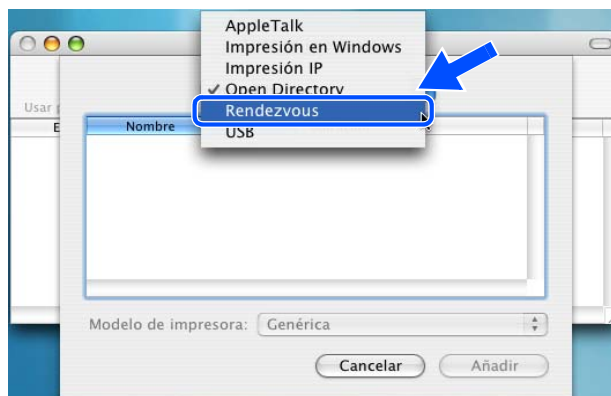 AppleTalk
Impresión en Windows
Impresión IP
Open Directory
Rendezvous
USB
Usar
Nombre
Modelo de impresora: Genérica
Cancelar Añadir